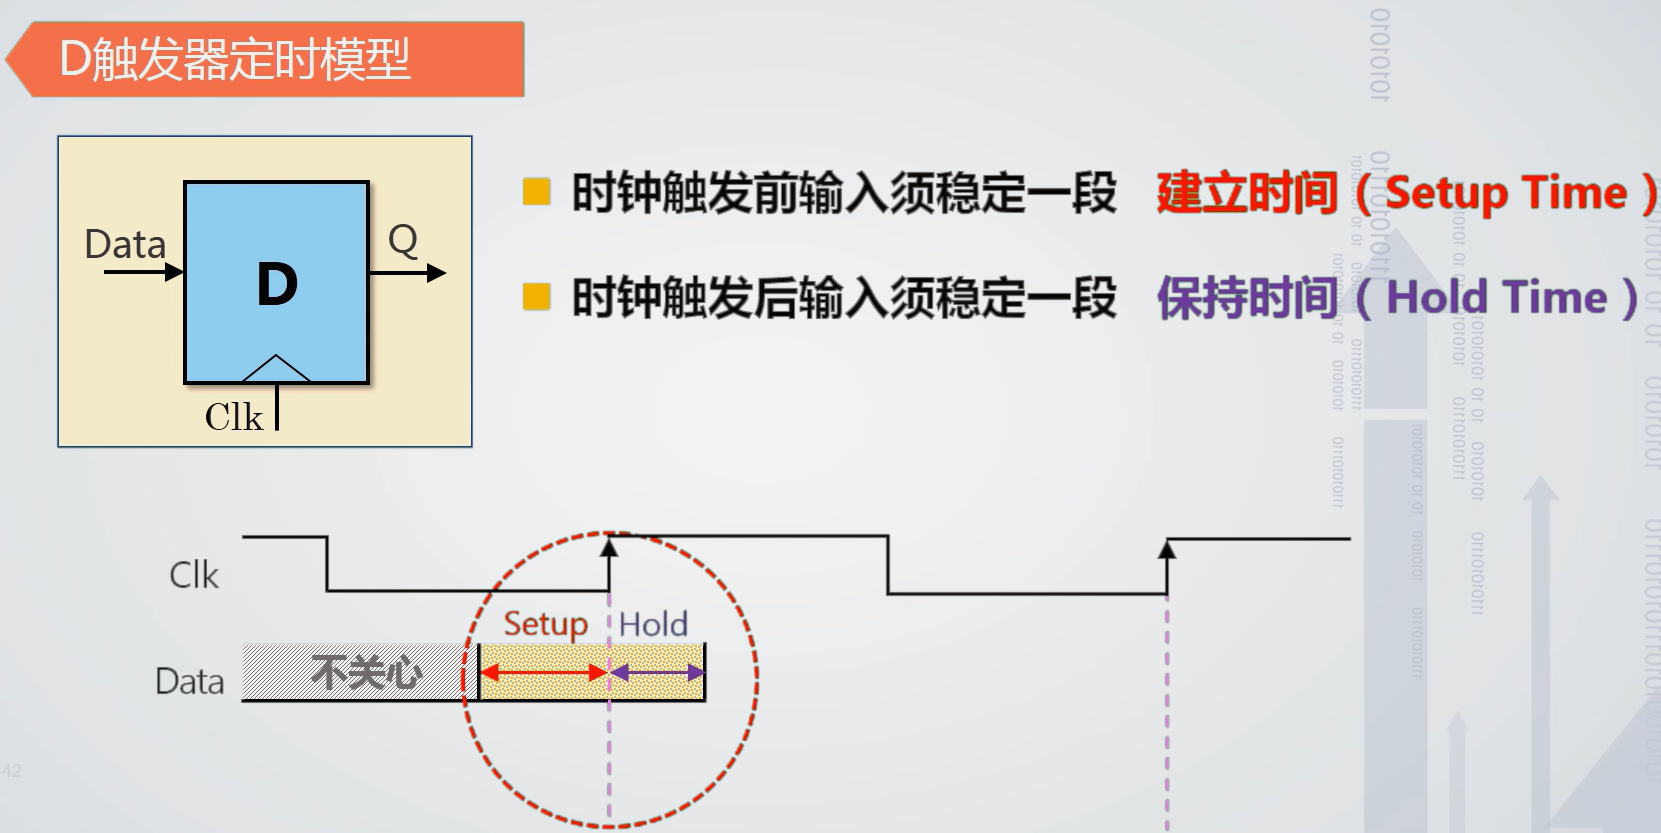 D触发器定时模型
Data
Q
D
Clk
时钟触发前输入须稳定一段 建立时间（Setup Time）
时钟触发后输入须稳定一段 保持时间（Hold Time）
Clk
Setup
Hold
Data
不关心
42